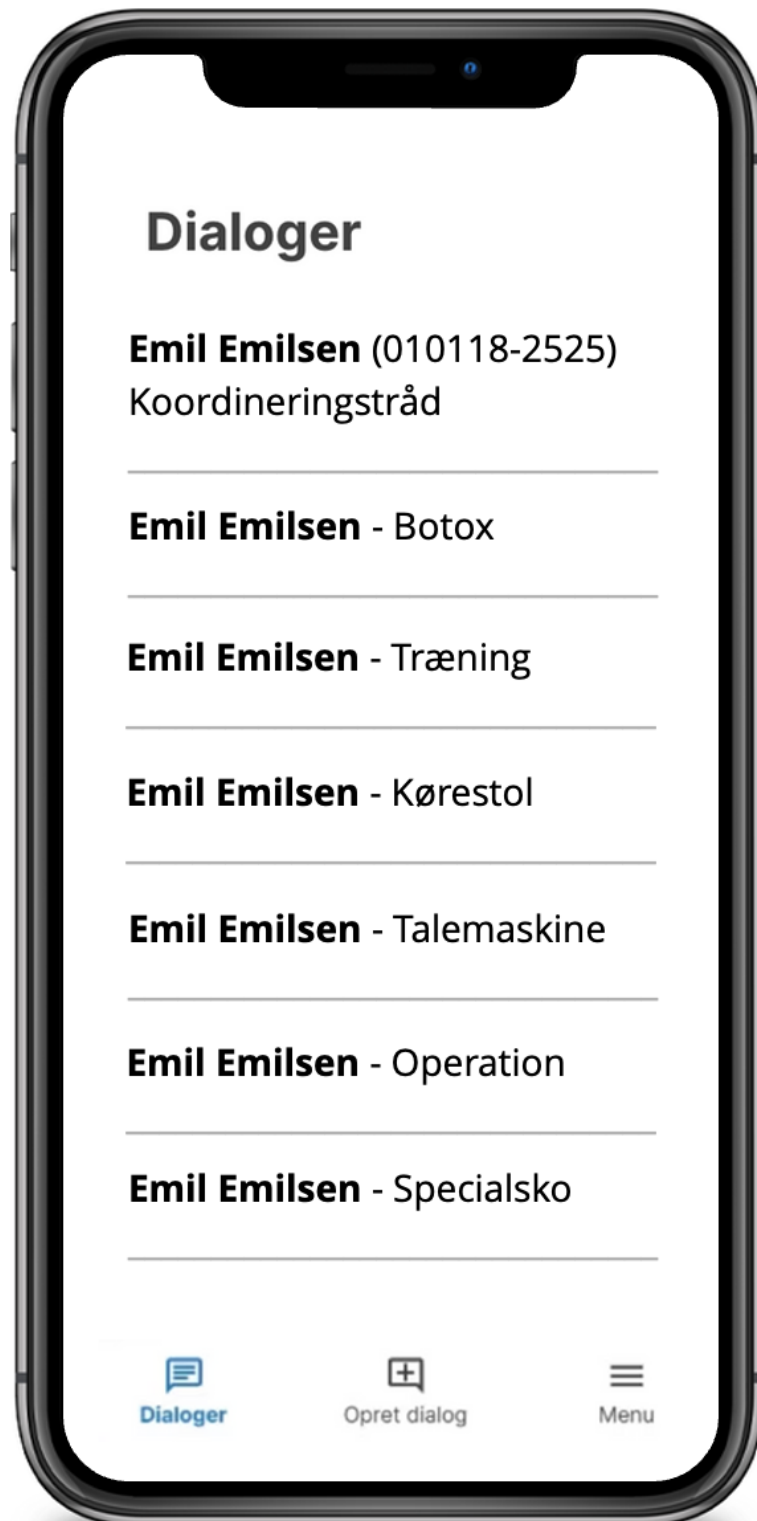 Dialoger
Emil Emilsen (010118-2525)
Koordineringstråd
Emil Emilsen - Botox
Emil Emilsen - Træning
Emil Emilsen - Kørestol
Emil Emilsen - Talemaskine
Emil Emilsen - Operation
Emil Emilsen - Specialsko
Dialoger
Opret dialog
Menu